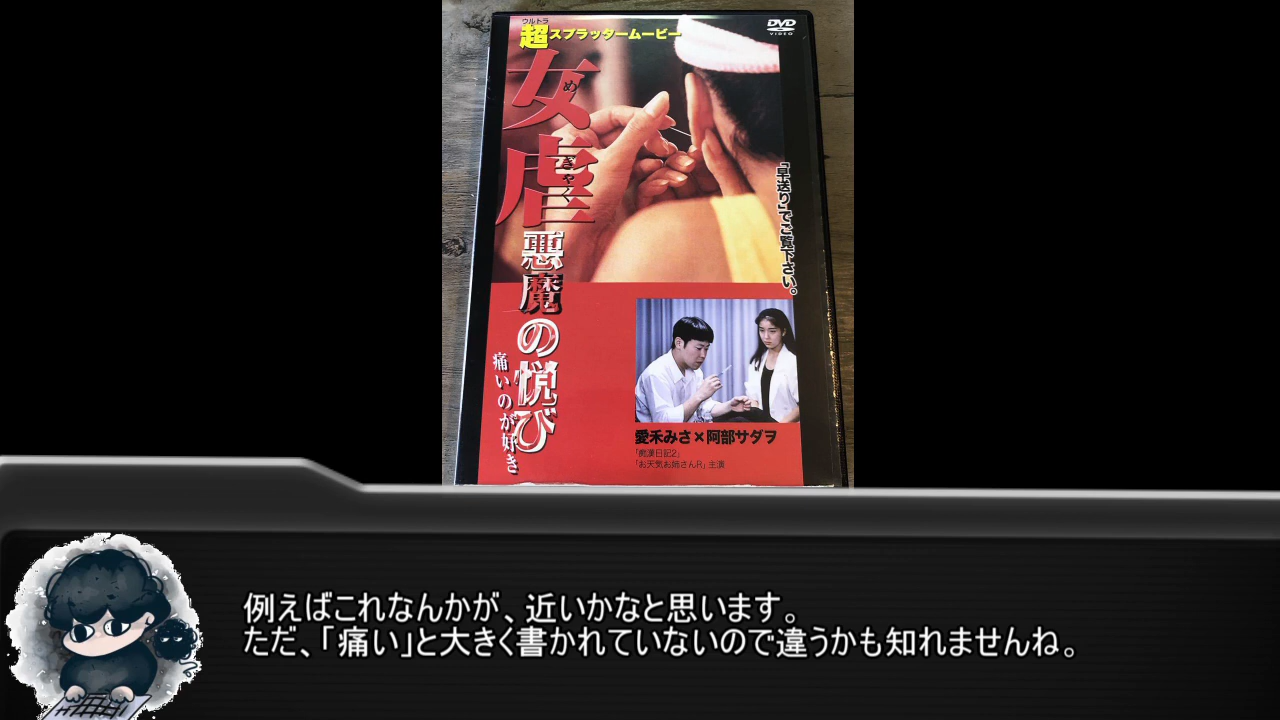 ウルトラ
超スプラッタームービー
DVD
VIDEO
女虐
めぎゃく
悪魔の悦び
痛いのが好き
『早送り』でご覧下さい。
愛禾みさ×阿部サダヲ
「痴漢日記2」
「お天気お姉さんR」主演
例えばこれなんかが、近いかなと思います。
ただ、「痛い」と大きく書かれていないので違うかも知れませんね。